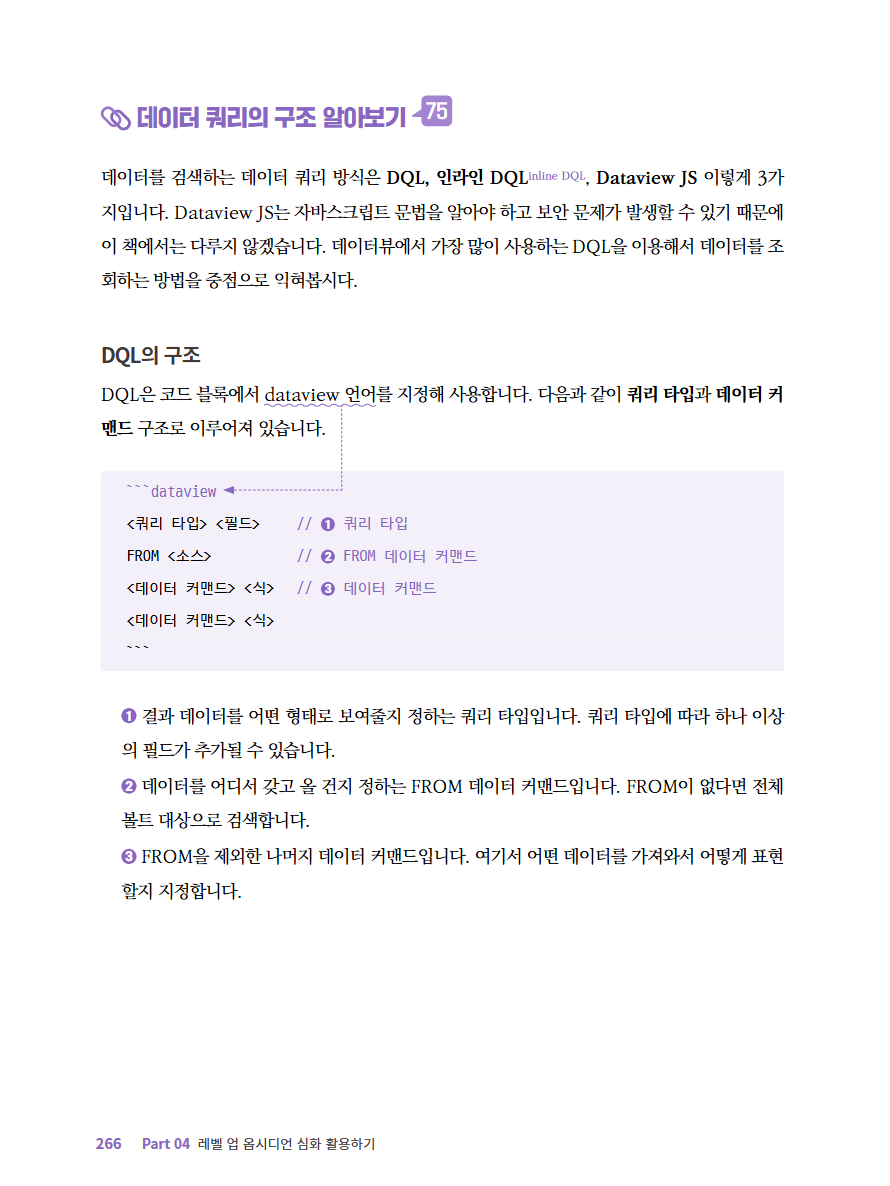 데이터 쿼리의 구조 알아보기 75
데이터를 검색하는 데이터 쿼리 방식은 DQL, 인라인 DQLinline DQL, Dataview JS 이렇게 3가
지입니다. Dataview JS는 자바스크립트 문법을 알아야 하고 보안 문제가 발생할 수 있기 때문에
이 책에서는 다루지 않겠습니다. 데이터뷰에서 가장 많이 사용하는 DQL을 이용해서 데이터를 조
회하는 방법을 중점으로 익혀봅시다.
DQL의 구조
DQL은 코드 블록에서 dataview 언어를 지정해 사용합니다. 다음과 같이 쿼리 타입과 데이터 커
맨드 구조로 이루어져 있습니다.
```dataview
<쿼리 타입> <필드> // ❶ 쿼리 타입
FROM <소스> // ❷ FROM 데이터 커맨드
<데이터 커맨드> <식> // ❸ 데이터 커맨드
<데이터 커맨드> <식>
```
❶ 결과 데이터를 어떤 형태로 보여줄지 정하는 쿼리 타입입니다. 쿼리 타입에 따라 하나 이상
의 필드가 추가될 수 있습니다.
❷ 데이터를 어디서 갖고 올 건지 정하는 FROM 데이터 커맨드입니다. FROM이 없다면 전체
볼트 대상으로 검색합니다.
❸ FROM을 제외한 나머지 데이터 커맨드입니다. 여기서 어떤 데이터를 가져와서 어떻게 표현
할지 지정합니다.
266 Part 04 레벨 업 옵시디언 심화 활용하기